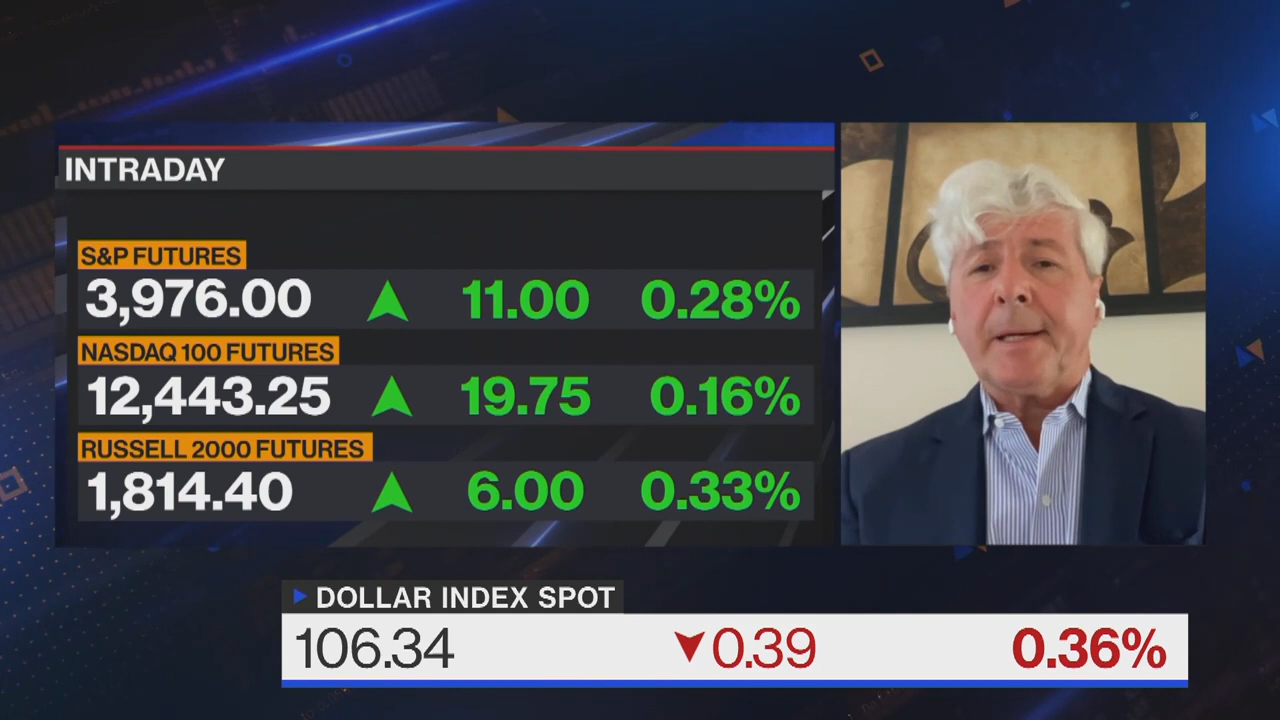 INTRADAY
S&P FUTURES
3,976.00 ▲ 11.00 0.28%
NASDAQ 100 FUTURES
12,443.25 ▲ 19.75 0.16%
RUSSELL 2000 FUTURES
1,814.40 ▲ 6.00 0.33%
DOLLAR INDEX SPOT
106.34 ▼0.39 0.36%